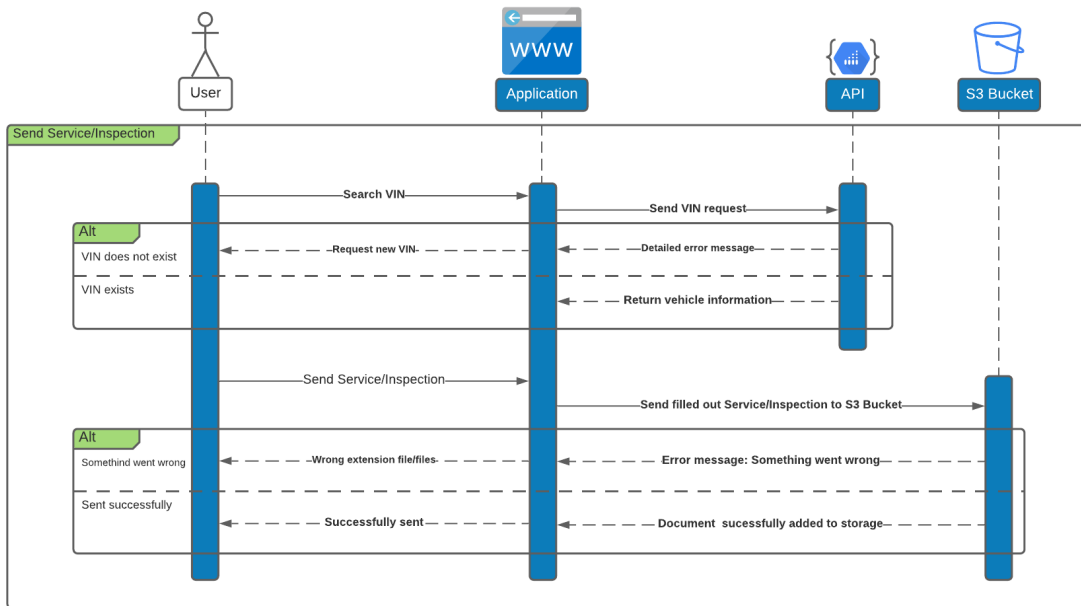 WWW
User
Application
API
S3 Bucket
Send Service/Inspection
Search VIN
Send VIN request
Alt
VIN does not exist
Request new VIN
Detailed error message
VIN exists
Return vehicle information
Send Service/Inspection
Send filled out Service/Inspection to S3 Bucket
Alt
Somethind went wrong
Wrong extension file/files
Error message: Something went wrong
Sent successfully
Successfully sent
Document sucessfully added to storage